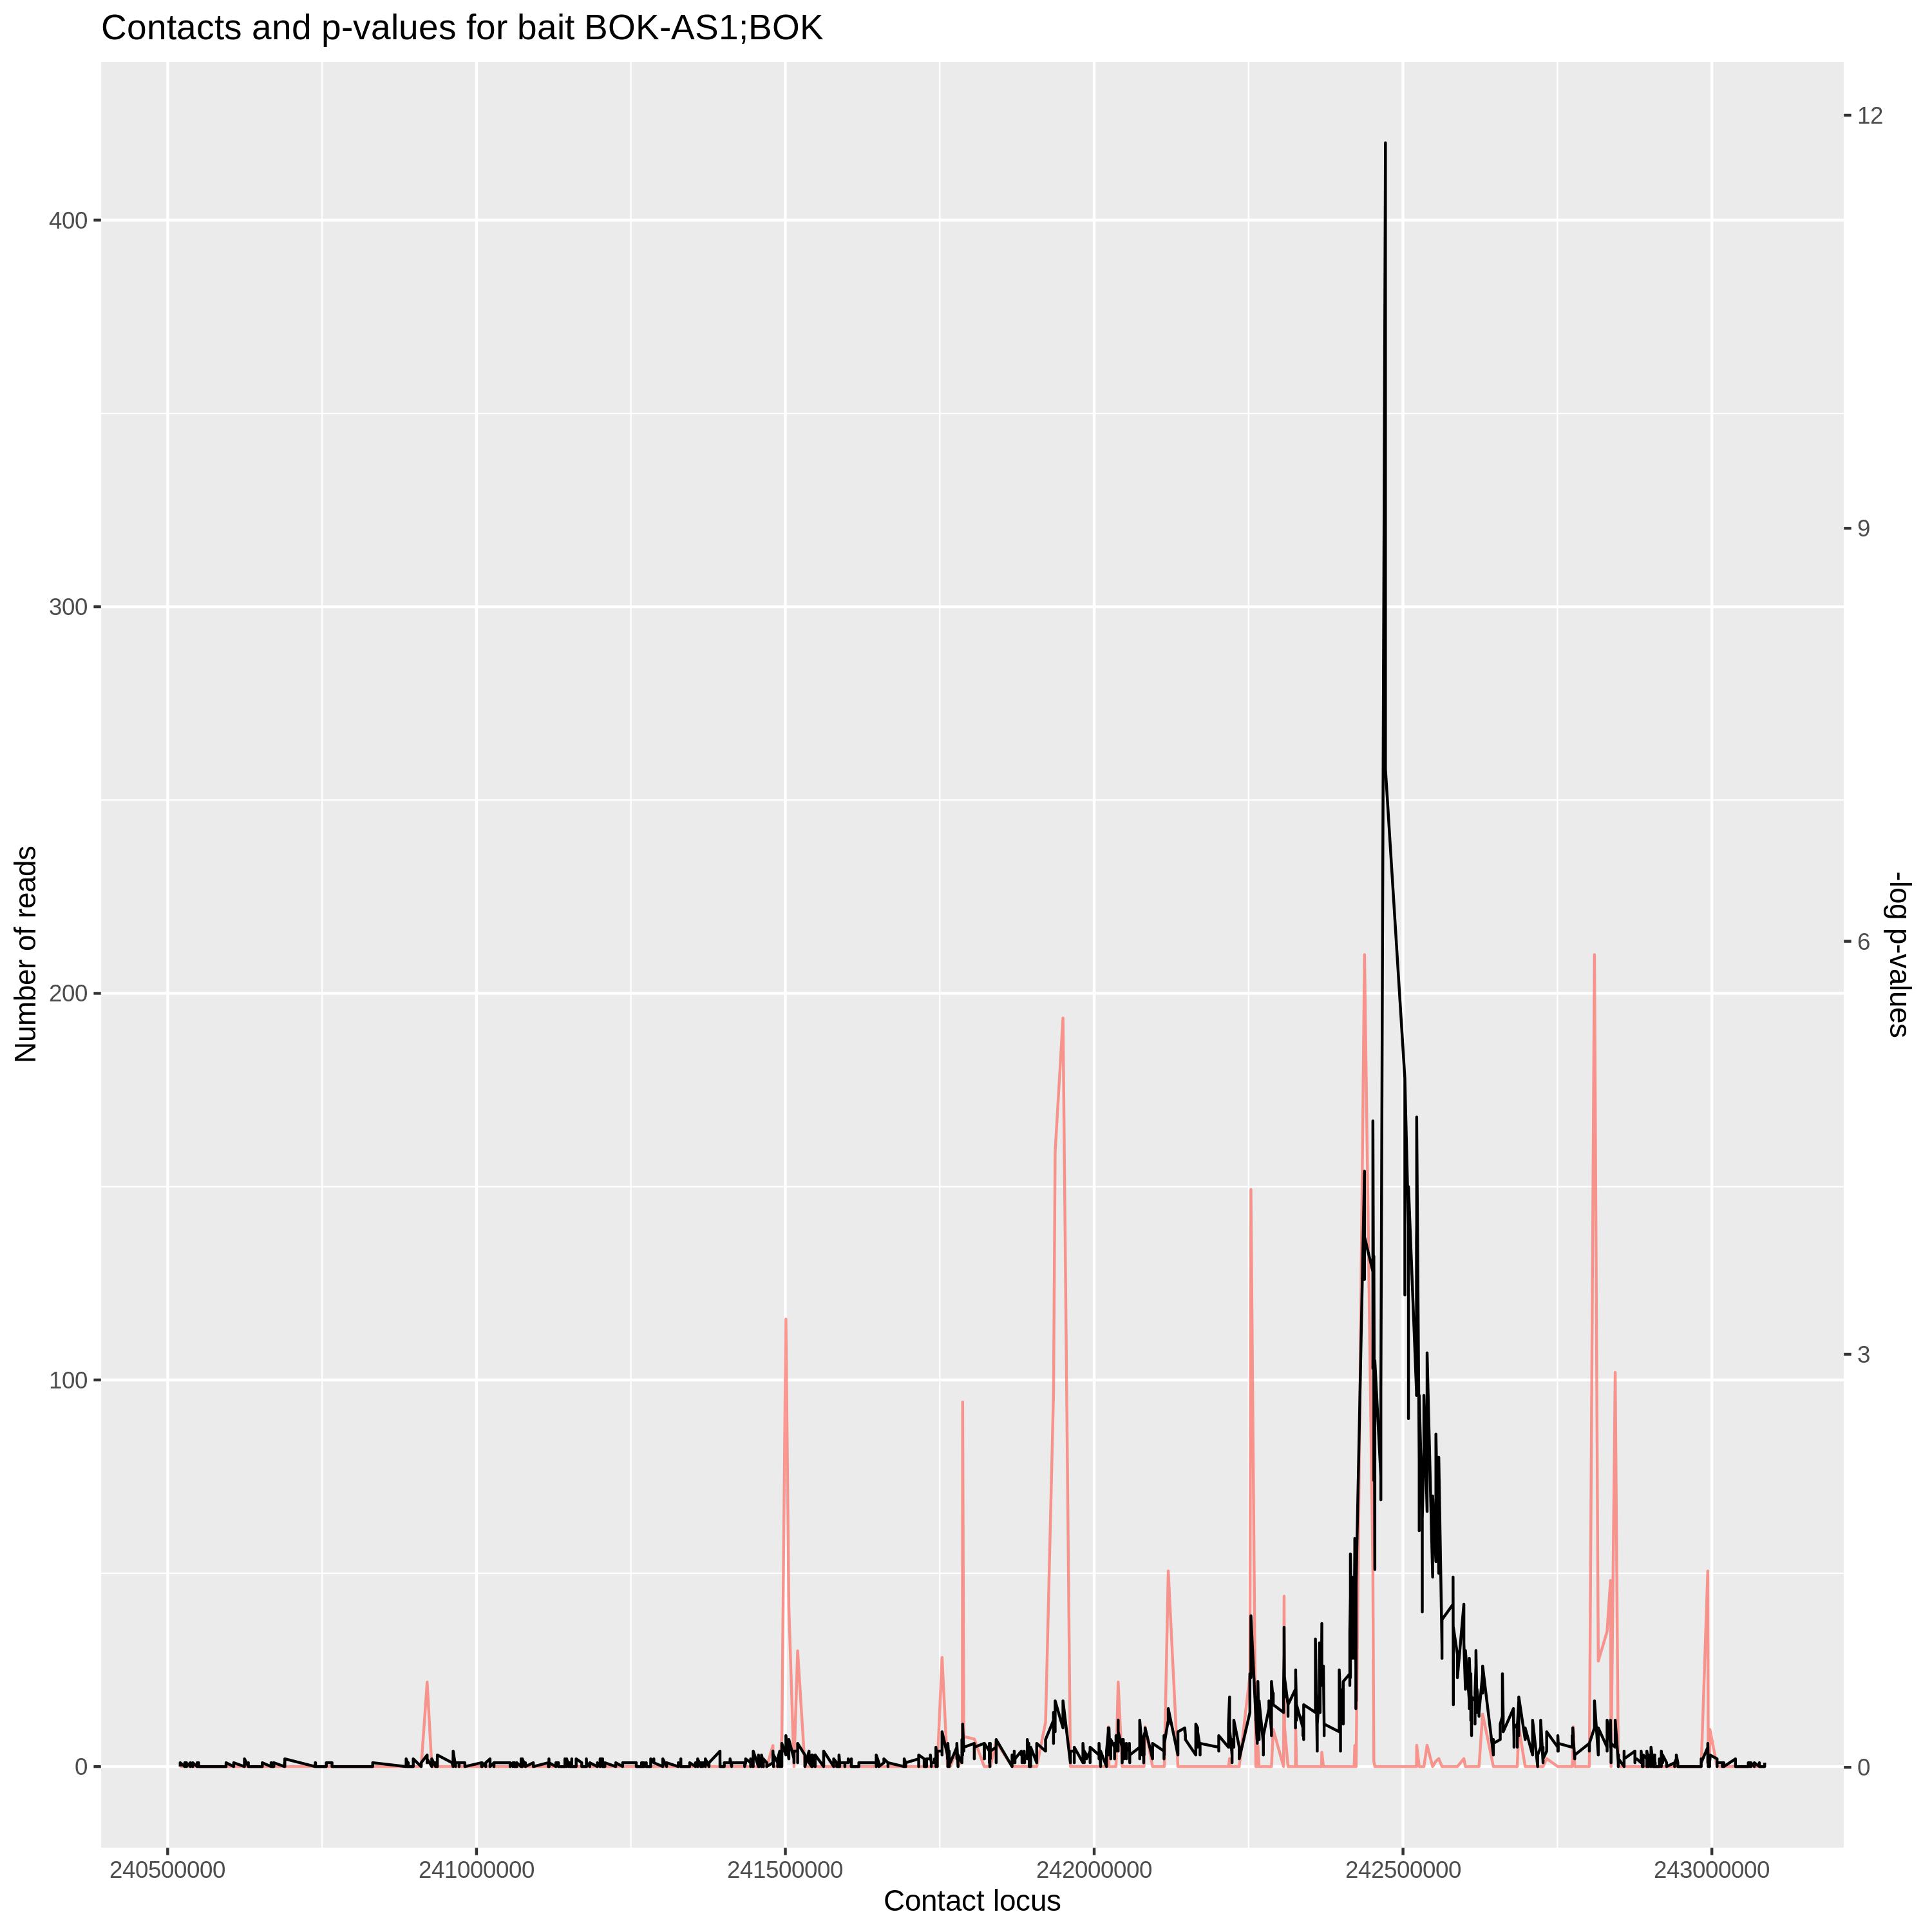 Contacts and p-values for bait BOK-AS1;BOK
12
400
9
300
Number of reads
6
-log p-values
200
100
3
0
0
240500000 241000000 241500000 242000000 242500000 243000000
Contact locus